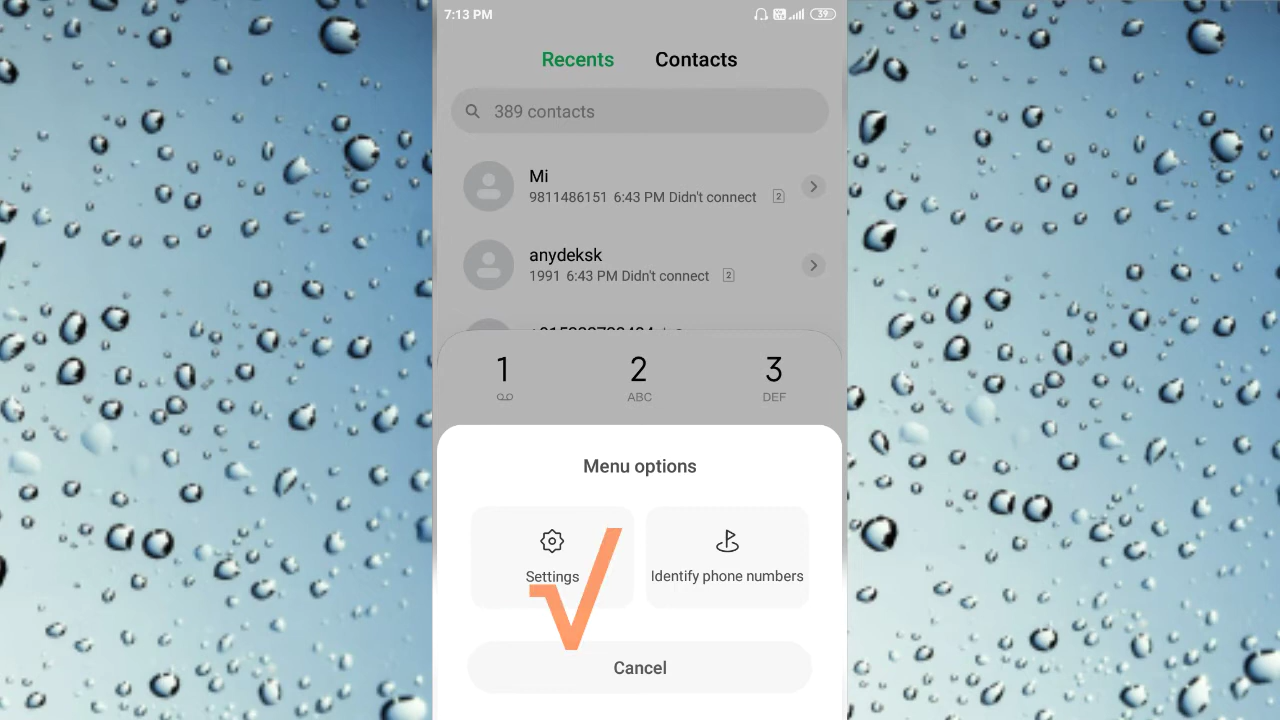 7:13 PM
39
Recents
Contacts
389 contacts
Mi
9811486151 6:43 PM Didn't connect 2
anydeksk
1991 6:43 PM Didn't connect 2
1
2
3
ABC
DEF
Menu options
Settings
Identify phone numbers
Cancel